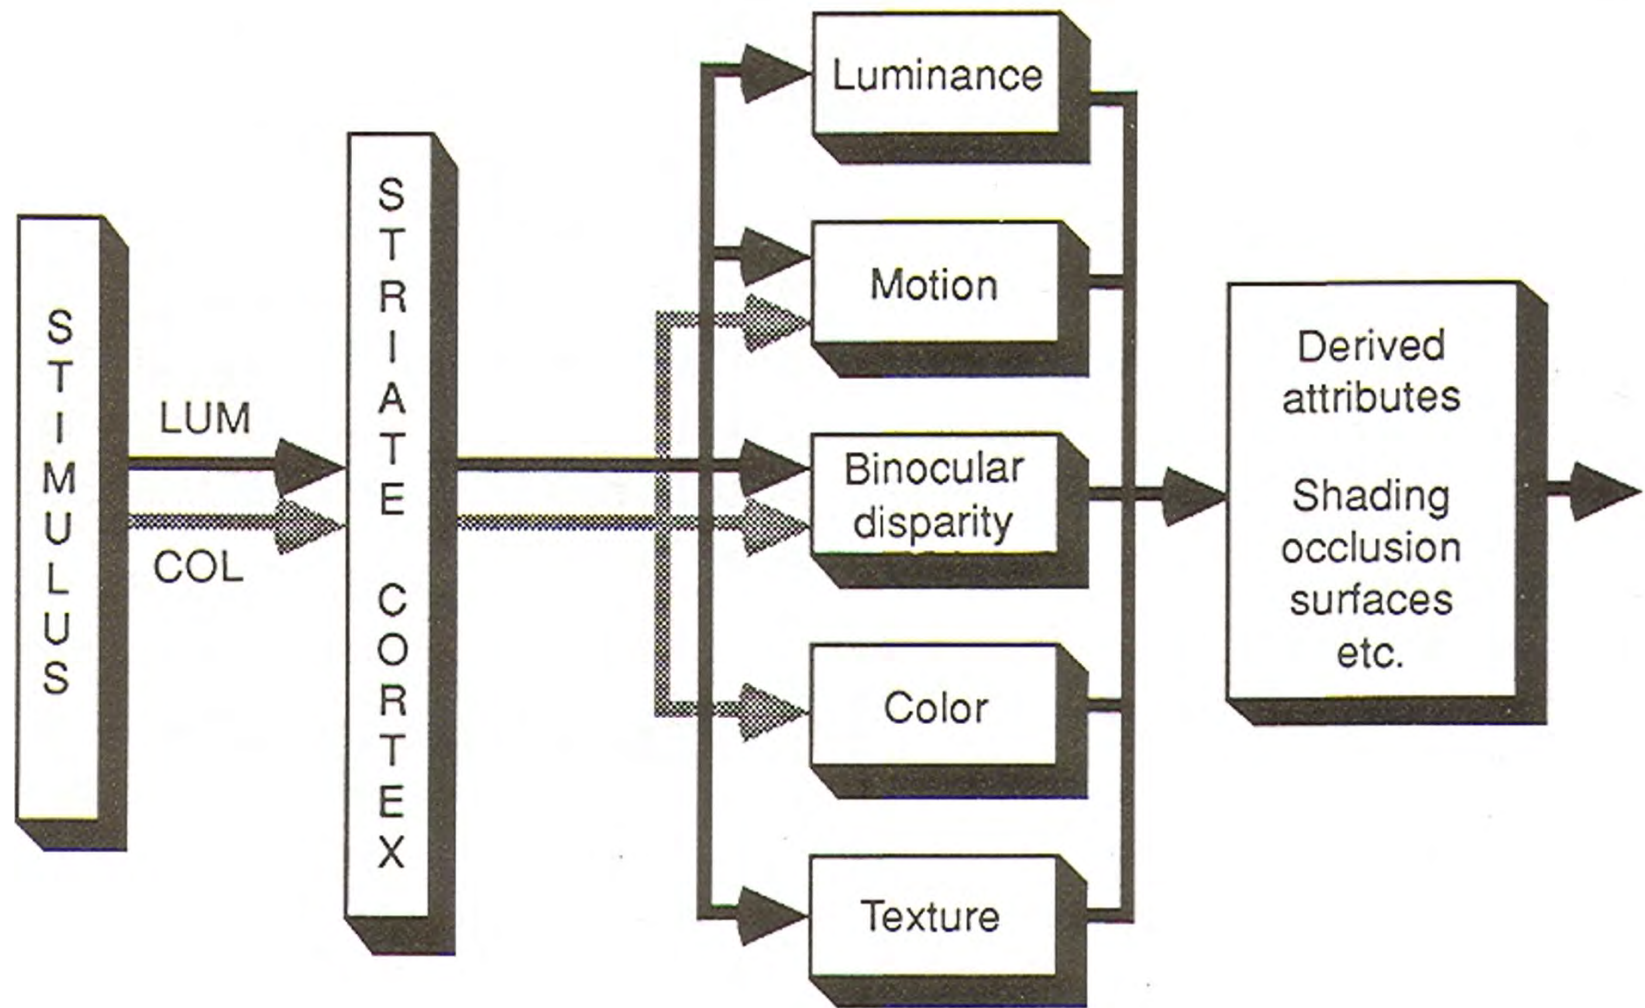 STIMULUS
LUM
COL
STRIATE CORTEX
Luminance
Motion
Binocular
disparity
Color
Texture
Derived
attributes
Shading
occlusion
surfaces
etc.